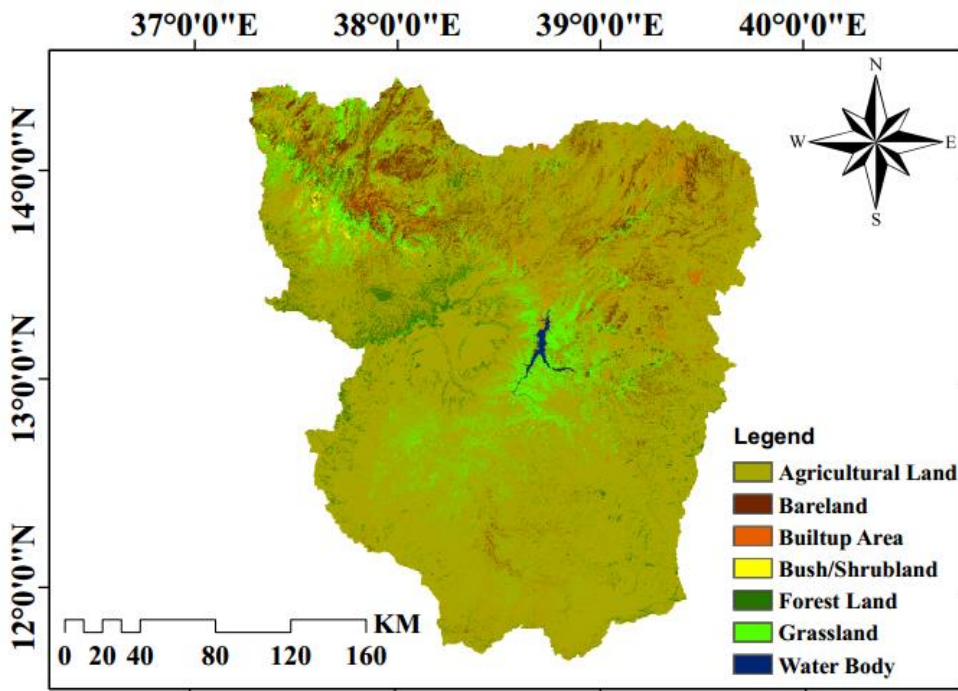 37°0'0"E 38°0'0"E 39°0'0"E 40°0'0"E
N
W E
S
14°0'0"N
13°0'0"N
12°0'0"N
Legend
Agricultural Land
Bareland
Builtup Area
Bush/Shrubland
Forest Land
Grassland
Water Body
KM
0 20 40 80 120 160